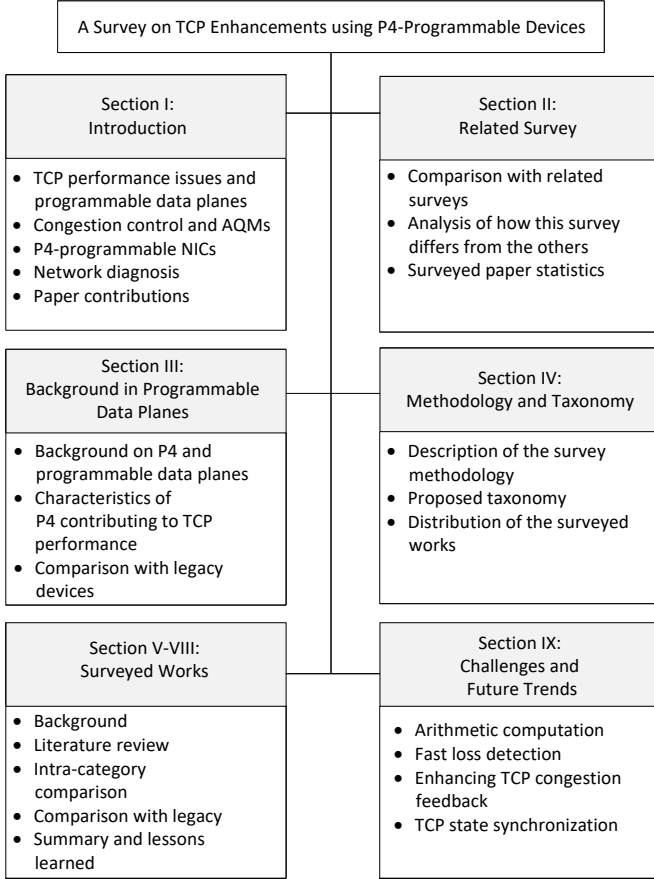 A Survey on TCP Enhancements using P4-Programmable Devices
Section I:
Introduction
• TCP performance issues and
programmable data planes
• Congestion control and AQMs
• P4-programmable NICs
• Network diagnosis
• Paper contributions
Section II:
Related Survey
• Comparison with related
surveys
• Analysis of how this survey
differs from the others
• Surveyed paper statistics
Section III:
Background in Programmable
Data Planes
• Background on P4 and
programmable data planes
• Characteristics of
P4 contributing to TCP
performance
• Comparison with legacy
devices
Section IV:
Methodology and Taxonomy
• Description of the survey
methodology
• Proposed taxonomy
• Distribution of the surveyed
works
Section V-VIII:
Surveyed Works
• Background
• Literature review
• Intra-category
comparison
• Comparison with legacy
• Summary and lessons
learned
Section IX:
Challenges and
Future Trends
• Arithmetic computation
• Fast loss detection
• Enhancing TCP congestion
feedback
• TCP state synchronization